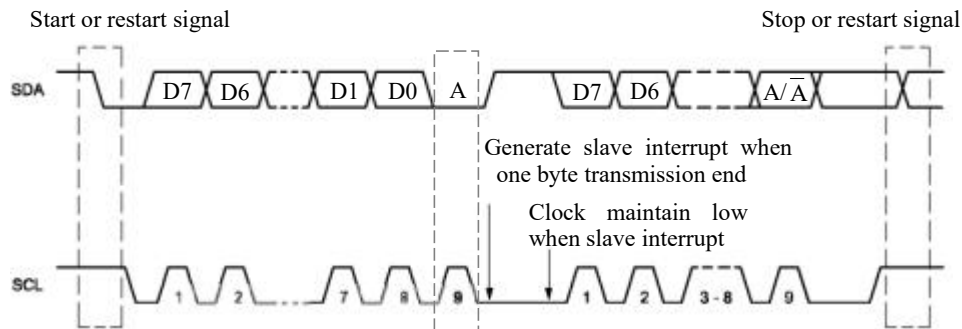 Start or restart signal
Stop or restart signal
SDA
D7 D6 D1 D0 A D7 D6 A/A̅
Generate slave interrupt when
one byte transmission end
Clock maintain low
when slave interrupt
SCL
1 2 7 8 9 1 2 3 - 8 9